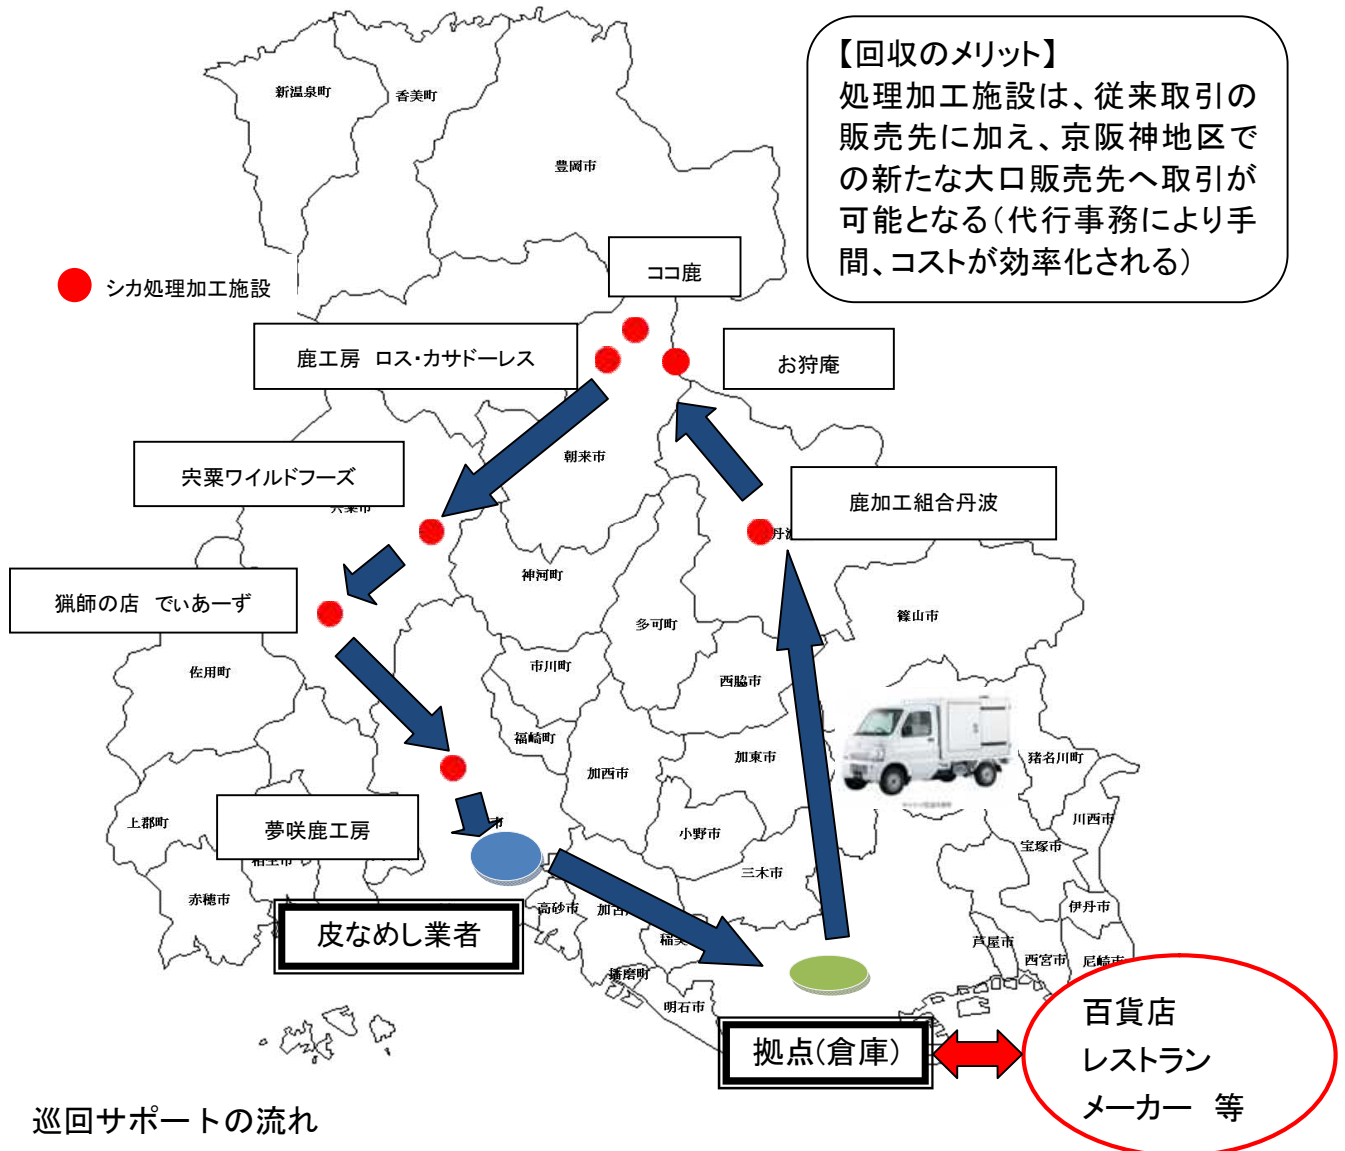 【回収のメリット】
処理加工施設は、従来取引の
販売先に加え、京阪神地区で
の新たな大口販売先へ取引が
可能となる(代行事務により手
間、コストが効率化される)
新温泉町
香美町
豊岡市
ココ鹿
シカ処理加工施設
鹿工房 ロス・カサドーレス
お狩庵
朝来市
宍粟ワイルドフーズ
鹿加工組合丹波
神河町
猟師の店 でぃあーず
多可町
篠山市
佐用町
市川町
西脇市
福崎町
加西市
加東市
猪名川町
上郡町
夢咲鹿工房
市
小野市
川西市
宝塚市
三木市
赤穂市
高砂市
伊丹市
皮なめし業者
芦屋市
西宮市
尼崎市
播磨町
明石市
拠点(倉庫)
百貨店
レストラン
メーカー 等
巡回サポートの流れ